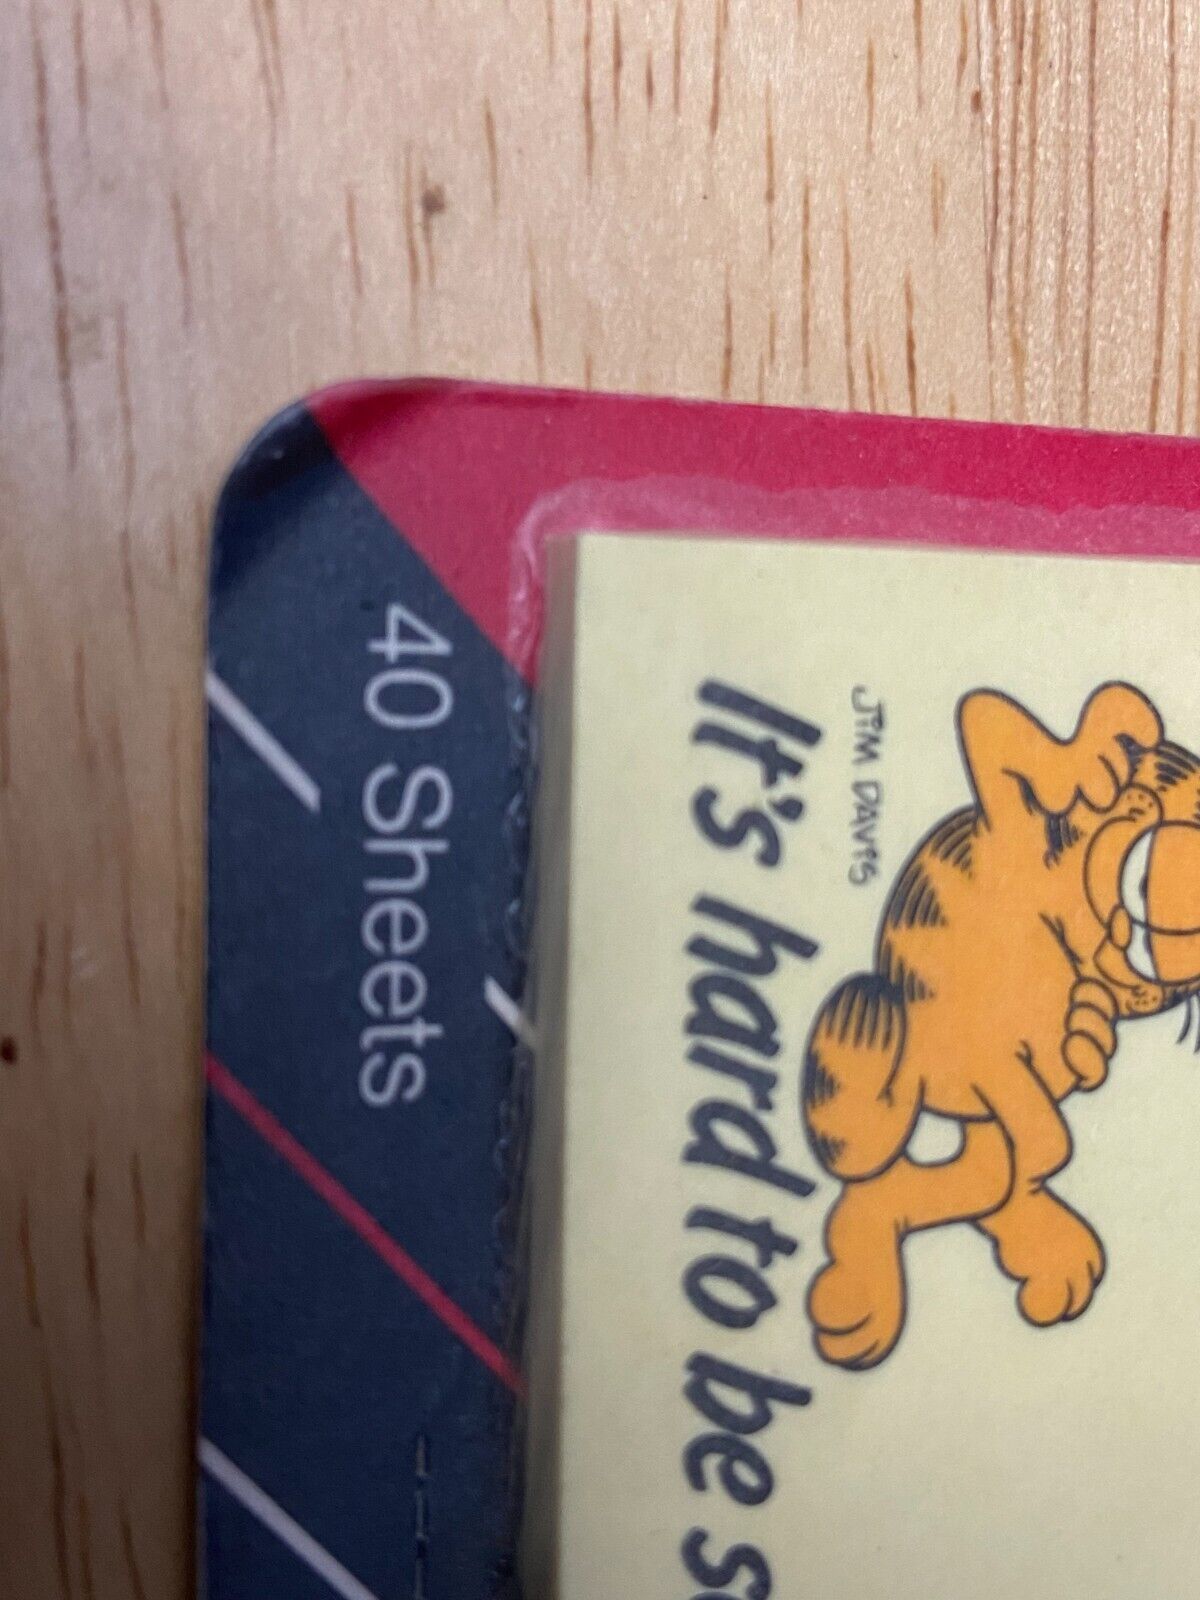 JIM DAVIS
It's hard to be
40 Sheets